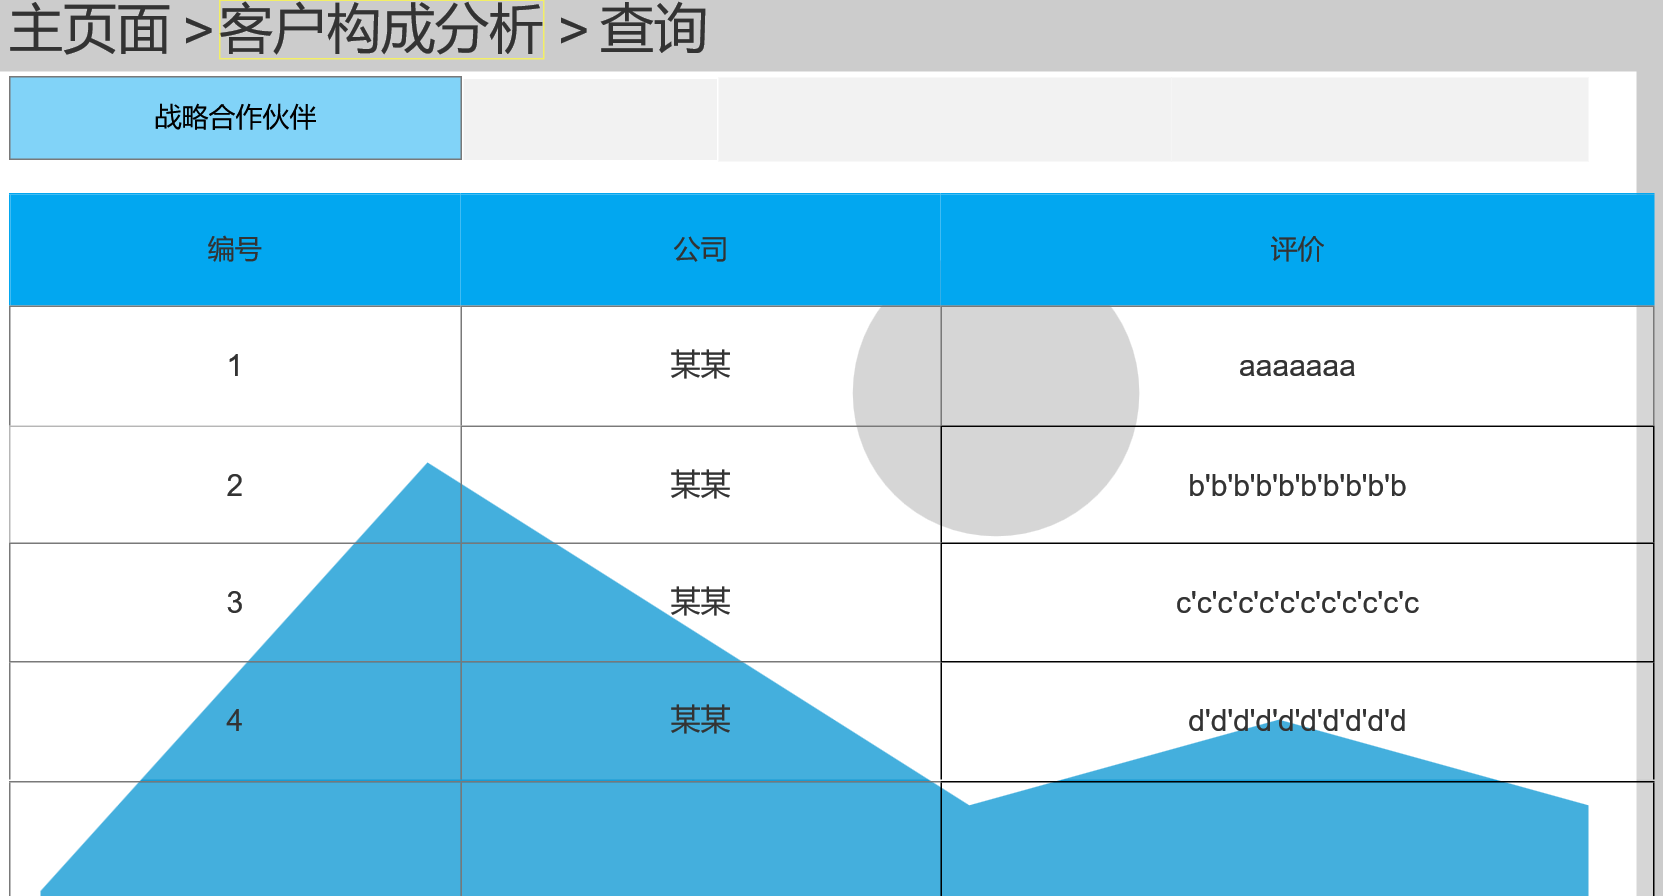 主页面 >客户构成分析 > 查询
战略合作伙伴
编号 公司 评价
1 某某 aaaaaaa
2 某某 b'b'b'b'b'b'b'b'b'b
3 某某 c'c'c'c'c'c'c'c'c'c'c'c
4 某某 d'd'd'd'd'd'd'd'd'd